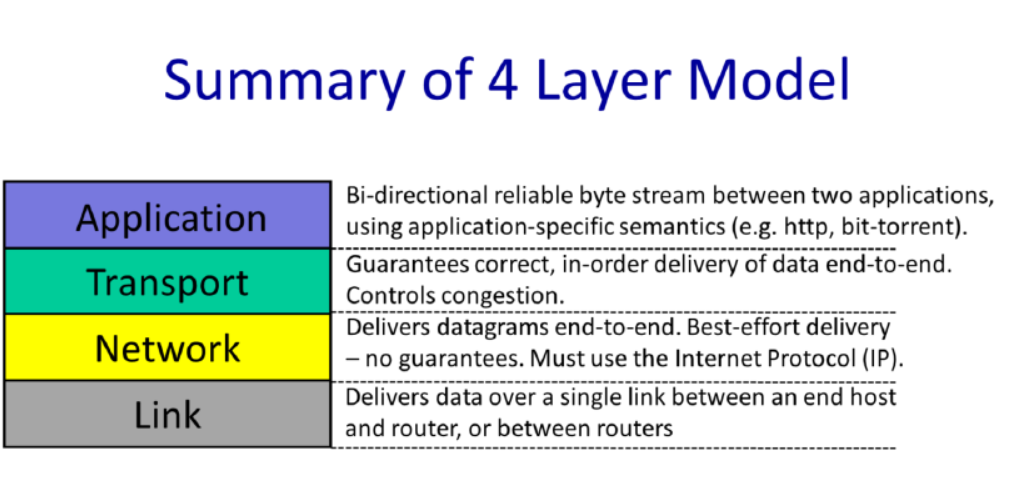 Summary of 4 Layer Model
Application
Bi-directional reliable byte stream between two applications,
using application-specific semantics (e.g. http, bit-torrent).
Transport
Guarantees correct, in-order delivery of data end-to-end.
Controls congestion.
Network
Delivers datagrams end-to-end. Best-effort delivery
– no guarantees. Must use the Internet Protocol (IP).
Link
Delivers data over a single link between an end host
and router, or between routers